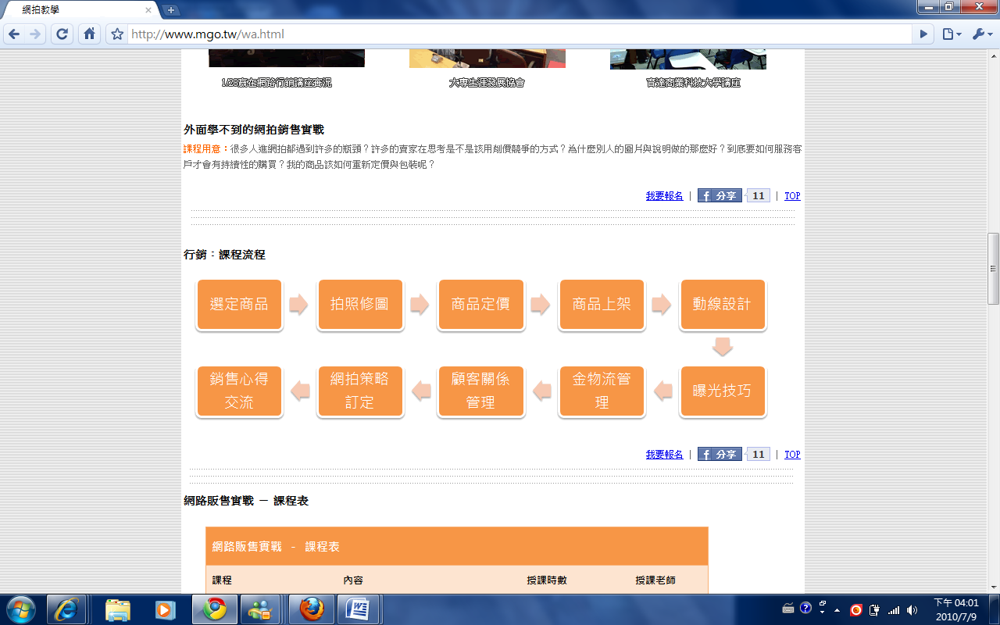 網拍教學
http://www.mgo.tw/wa.html
1/28贏在網路行銷講座實況
大專生涯發展協會
育達商業科技大學講座
外面學不到的網拍銷售實戰
課程用意：很多人進網拍都遇到許多的瓶頸？許多的賣家在思考是不是該用削價競爭的方式？為什麼別人的圖片與說明做的那麼好？到底要如何服務客
戶才會有持續性的購買？我的商品該如何重新定價與包裝呢？
我要報名 | 分享 11 | TOP
行銷：課程流程
選定商品 拍照修圖 商品定價 商品上架 動線設計
銷售心得 網拍策略 顧客關係 金物流管 曝光技巧
交流 訂定 管理 理
我要報名 | 分享 11 | TOP
網路販售實戰 － 課程表
網路販售實戰 - 課程表
課程 內容 授課時數 授課老師
下午 04:01
2010/7/9